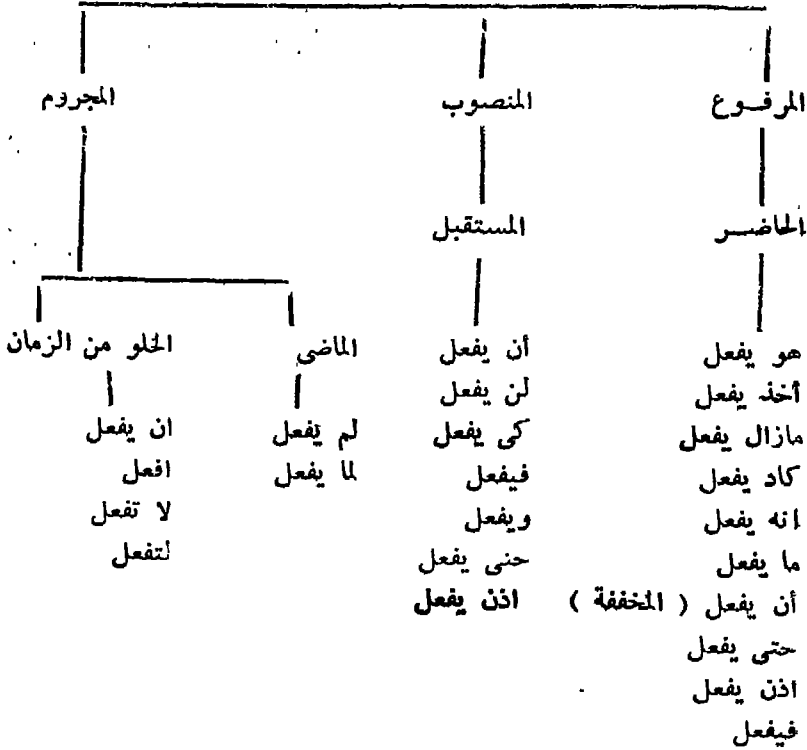 المرفوع المنصوب المجزوم
الحاضر المستقبل
هو يفعل أن يفعل الماضى الخلو من الزمان
أخذ يفعل لن يفعل
مازال يفعل كى يفعل لم يفعل ان يفعل
كاد يفعل فيفعل لما يفعل افعل
انه يفعل ويفعل لا تفعل
ما يفعل حتى يفعل لتفعل
أن يفعل ( المخففة ) اذن يفعل
حتى يفعل
اذن يفعل
فيفعل